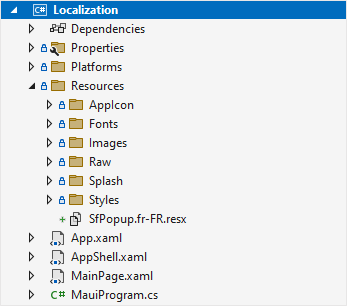 C# Localization
Dependencies
Properties
Platforms
Resources
AppIcon
Fonts
Images
Raw
Splash
Styles
+ SfPopup.fr-FR.resx
App.xaml
AppShell.xaml
MainPage.xaml
C# MauiProgram.cs